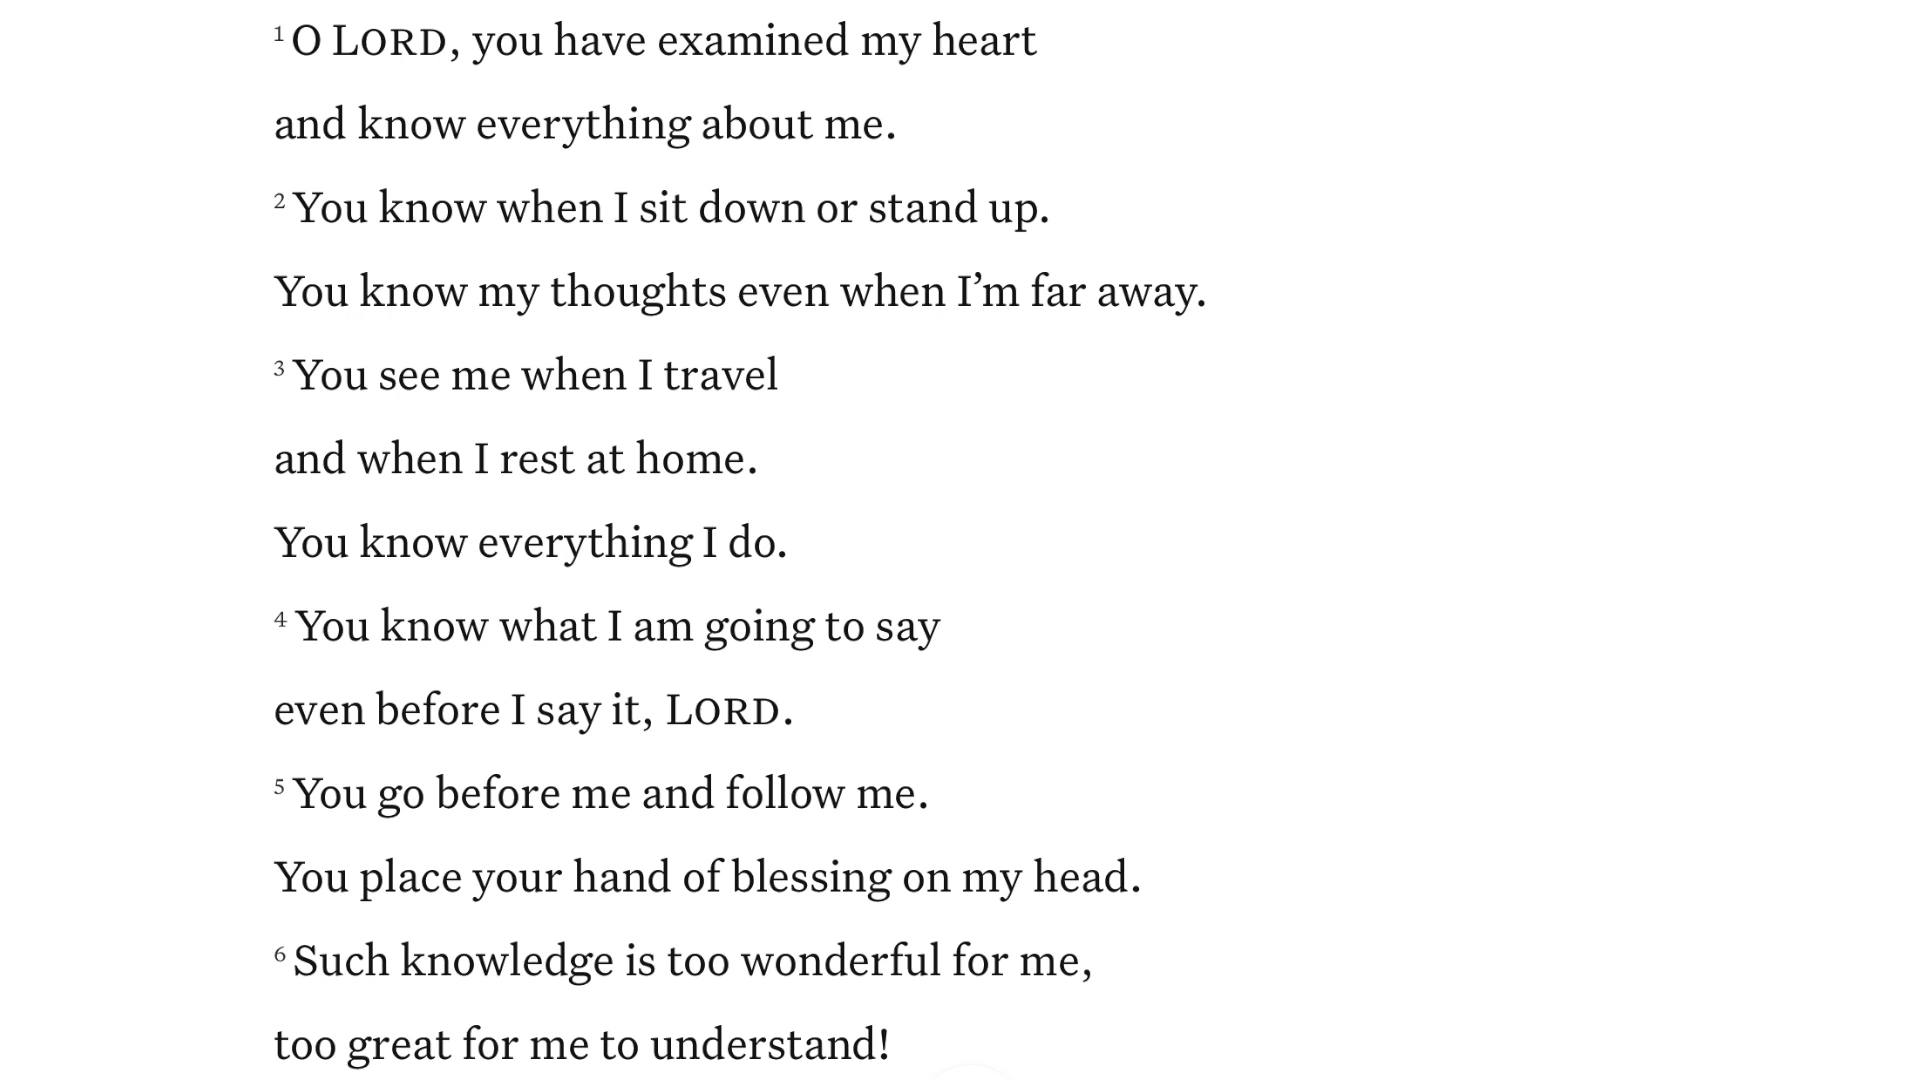 1 O LORD, you have examined my heart
and know everything about me.
2 You know when I sit down or stand up.
You know my thoughts even when I’m far away.
3 You see me when I travel
and when I rest at home.
You know everything I do.
4 You know what I am going to say
even before I say it, LORD.
5 You go before me and follow me.
You place your hand of blessing on my head.
6 Such knowledge is too wonderful for me,
too great for me to understand!